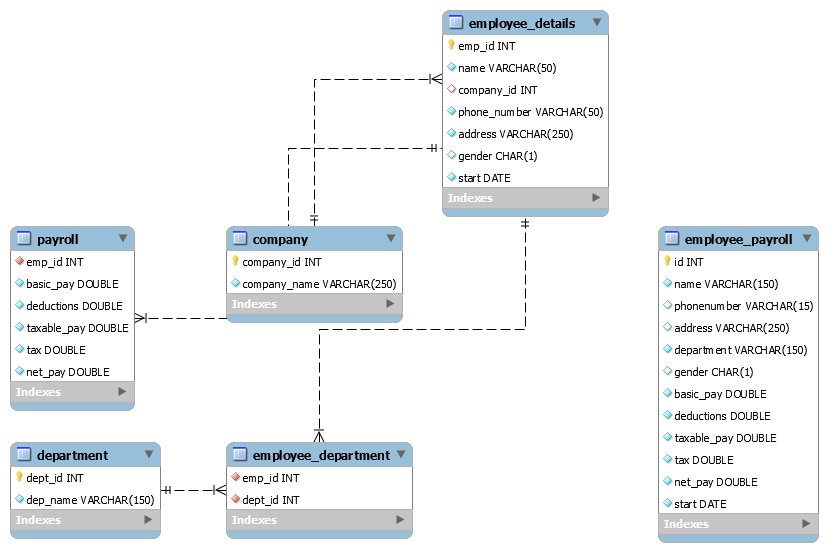 employee_details
emp_id INT
name VARCHAR(50)
company_id INT
phone_number VARCHAR(50)
address VARCHAR(250)
gender CHAR(1)
start DATE
Indexes
payroll
emp_id INT
basic_pay DOUBLE
deductions DOUBLE
taxable_pay DOUBLE
tax DOUBLE
net_pay DOUBLE
Indexes
company
company_id INT
company_name VARCHAR(250)
Indexes
employee_payroll
id INT
name VARCHAR(150)
phonenumber VARCHAR(15)
address VARCHAR(250)
department VARCHAR(150)
gender CHAR(1)
basic_pay DOUBLE
deductions DOUBLE
taxable_pay DOUBLE
tax DOUBLE
net_pay DOUBLE
start DATE
Indexes
department
dept_id INT
dep_name VARCHAR(150)
Indexes
employee_department
emp_id INT
dept_id INT
Indexes